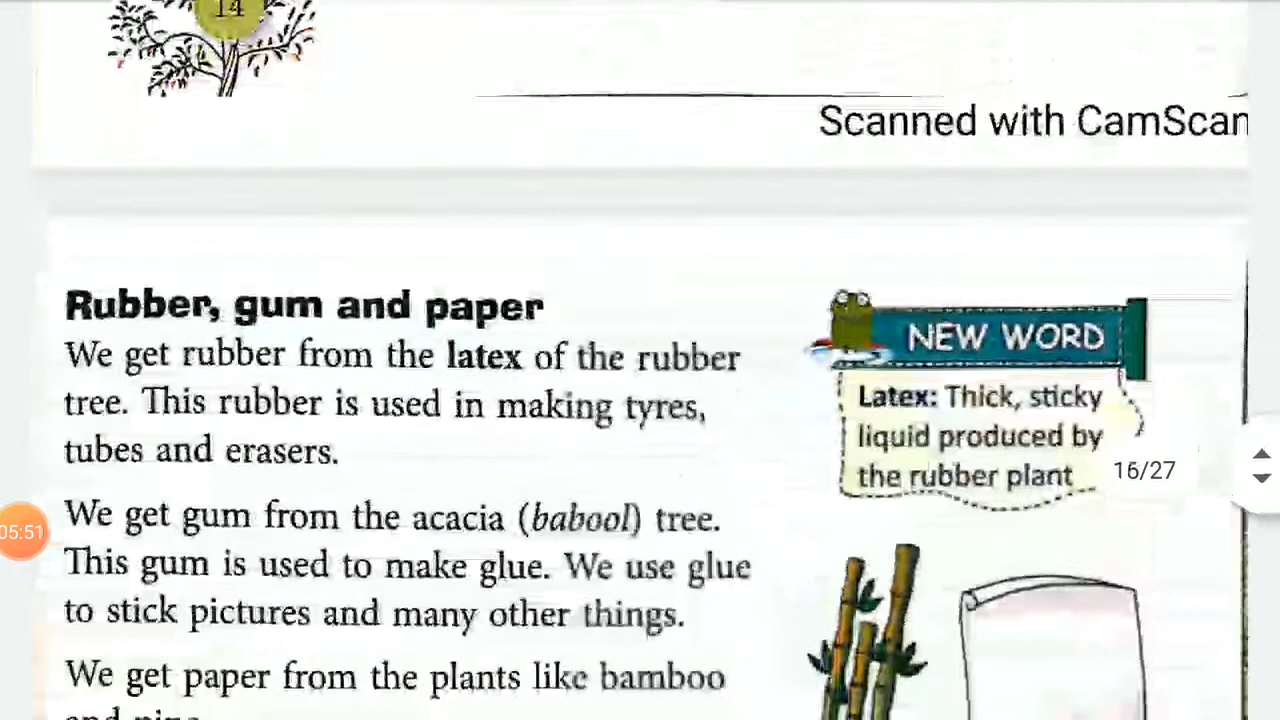 14
Scanned with CamScan
Rubber, gum and paper
We get rubber from the latex of the rubber
tree. This rubber is used in making tyres,
tubes and erasers.
We get gum from the acacia (babool) tree.
This gum is used to make glue. We use glue
to stick pictures and many other things.
We get paper from the plants like bamboo
and pine
NEW WORD
Latex: Thick, sticky
liquid produced by
the rubber plant
16/27
05:51